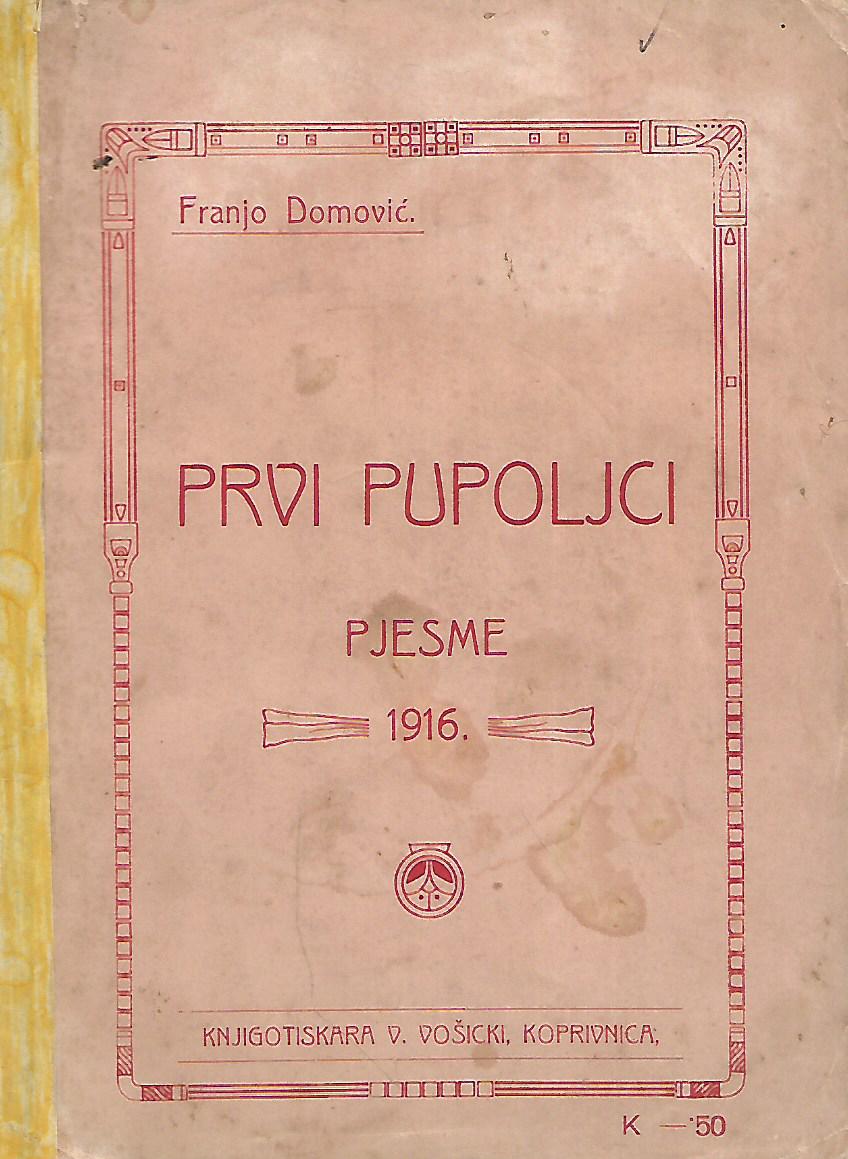 Franjo Domović.
PRVI PUPOLJCI
PJESME
1916.
KNJIGOTISKARA V. VOŠICKI, KOPRIVNICA;
K —·50